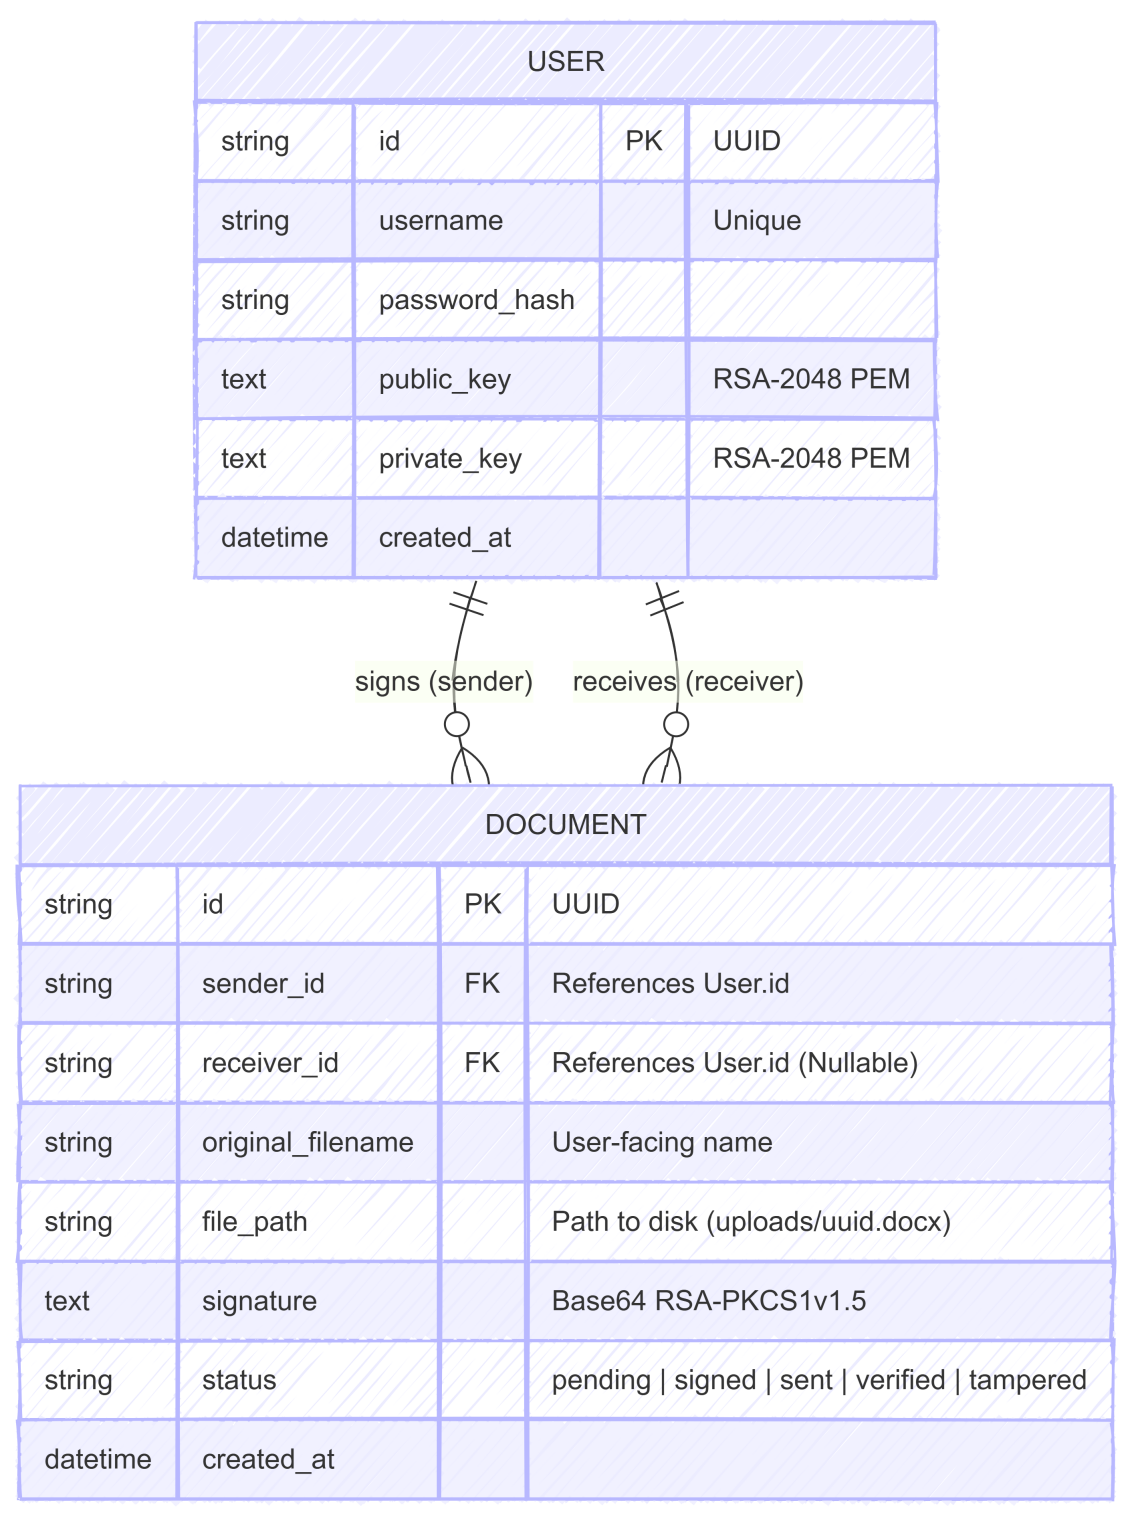 USER
string id PK UUID
string username Unique
string password_hash
text public_key RSA-2048 PEM
text private_key RSA-2048 PEM
datetime created_at
signs (sender) receives (receiver)
DOCUMENT
string id PK UUID
string sender_id FK References User.id
string receiver_id FK References User.id (Nullable)
string original_filename User-facing name
string file_path Path to disk (uploads/uuid.docx)
text signature Base64 RSA-PKCS1v1.5
string status pending | signed | sent | verified | tampered
datetime created_at